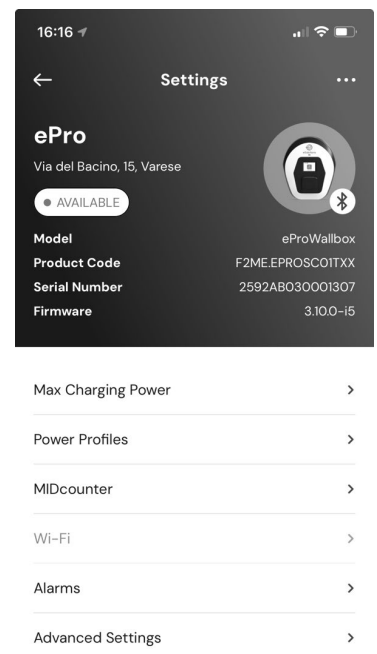 16:16
Settings
ePro
Via del Bacino, 15, Varese
AVAILABLE
Model eProWallbox
Product Code F2ME.EPROSC01TXX
Serial Number 2592AB030001307
Firmware 3.10.0-i5
Max Charging Power
Power Profiles
MIDcounter
Wi-Fi
Alarms
Advanced Settings